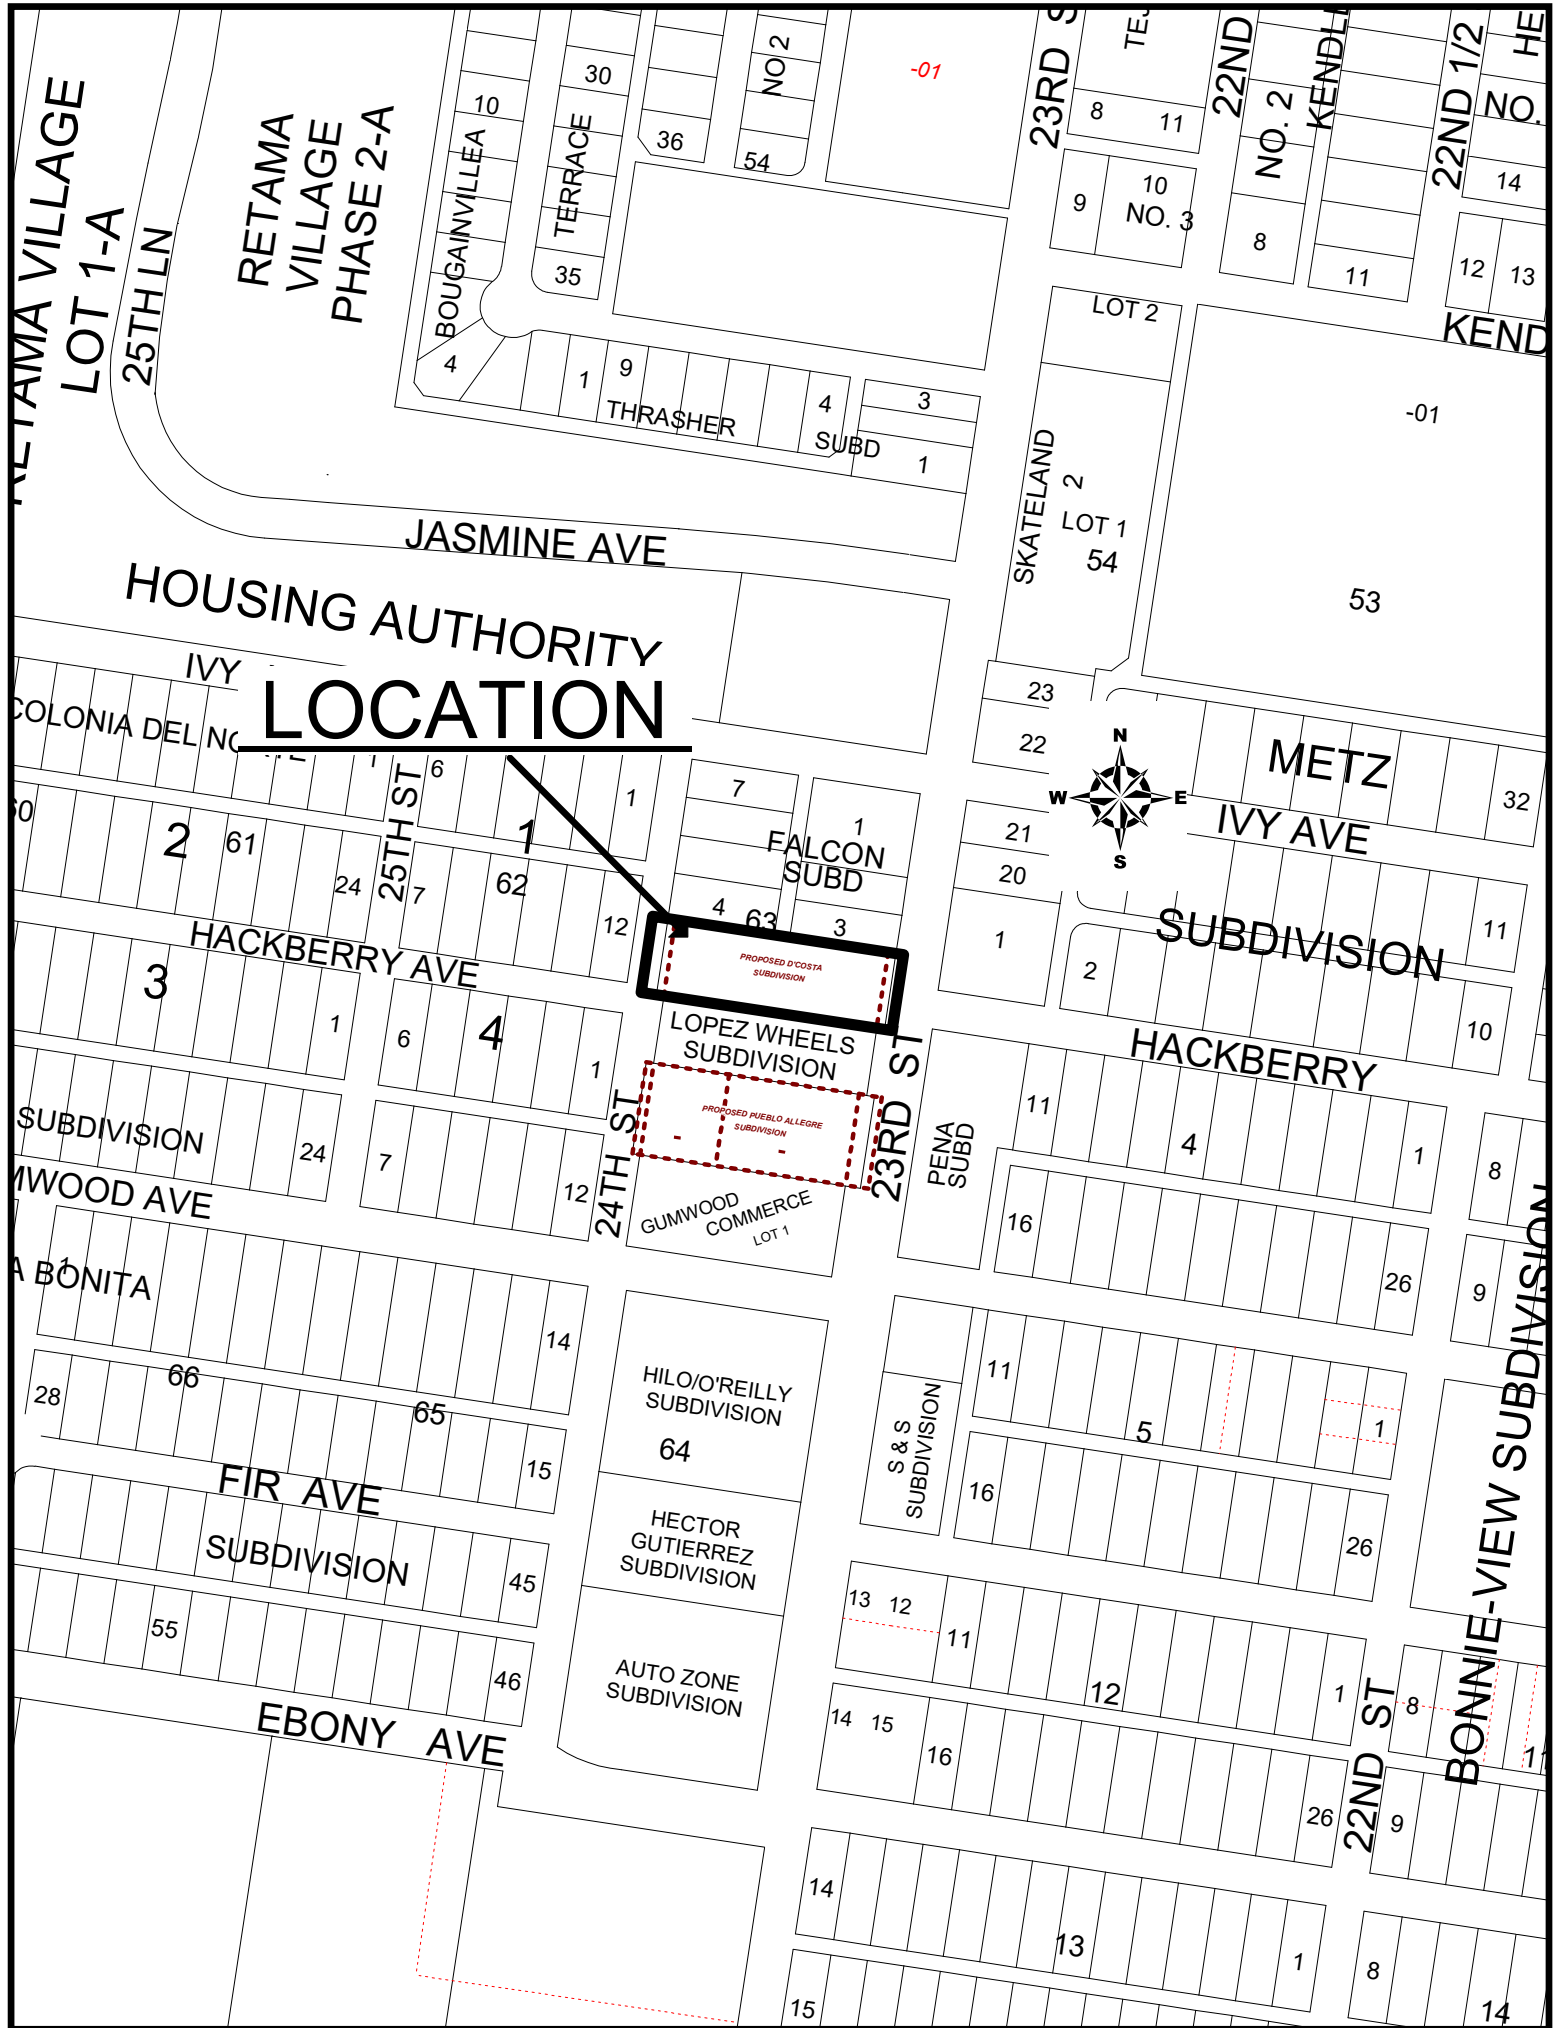 30
NO 2
-01
23RD S
TEJ
22ND
KENDL
22ND 1/2
HE
10
36
54
8
11
NO. 2
NO.
RETAMA VILLAGE
LOT 1-A
25TH LN
RETAMA
VILLAGE
PHASE 2-A
BOUGAINVILLEA
TERRACE
35
9
10
NO. 3
8
11
14
12
13
KEND
4
1
9
THRASHER
4
SUBD
3
1
LOT 2
SKATELAND
2
LOT 1
54
-01
53
JASMINE AVE
HOUSING AUTHORITY
IVY
LOCATION
COLONIA DEL NO
23
22
N
W
E
S
METZ
32
IVY AVE
60
2
61
24
25TH ST
6
1
1
7
62
12
7
1
FALCON
SUBD
4
63
3
21
20
1
2
SUBDIVISION
11
10
HACKBERRY AVE
3
1
6
4
1
PROPOSED D'COSTA
SUBDIVISION
LOPEZ WHEELS
SUBDIVISION
23RD ST
HACKBERRY
SUBDIVISION
24
7
12
24TH ST
PROPOSED PUEBLO ALLEGRE
SUBDIVISION
-
-
PENA
SUBD
11
4
1
8
16
26
9
MWOOD AVE
GUMWOOD
COMMERCE
LOT 1
1
A BONITA
14
66
28
65
15
HILO/O'REILLY
SUBDIVISION
64
S & S
SUBDIVISION
11
5
1
16
26
BONNIE-VIEW SUBDIVISION
FIR AVE
SUBDIVISION
45
55
46
HECTOR
GUTIERREZ
SUBDIVISION
AUTO ZONE
SUBDIVISION
13
12
11
12
1
8
11
14
15
16
26
22ND ST
9
EBONY AVE
14
13
1
8
15
14